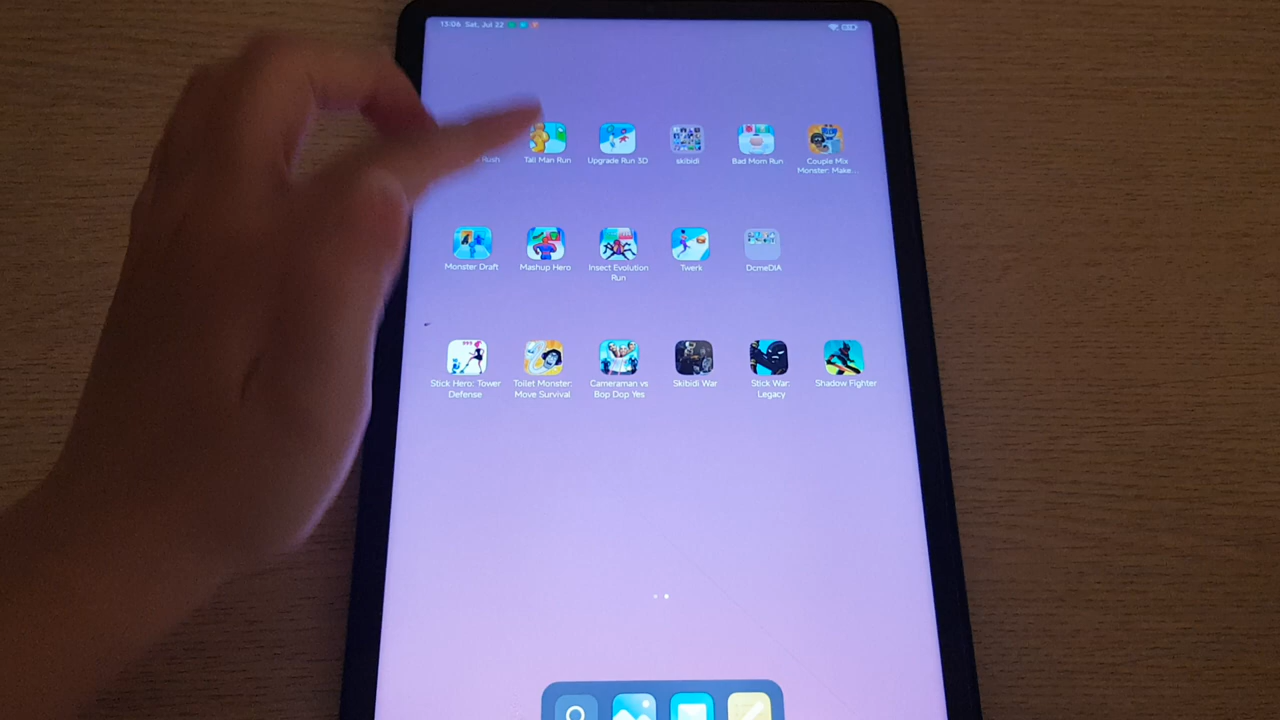 13:06 Sat, Jul 22
Rush
Tall Man Run
Upgrade Run 3D
skibidi
Bad Mom Run
Couple Mix
Monster: Make...
Monster Draft
Mashup Hero
Insect Evolution
Run
Twerk
DcmeDIA
Stick Hero: Tower
Defense
Toilet Monster:
Move Survival
Cameraman vs
Bop Dop Yes
Skibidi War
Stick War:
Legacy
Shadow Fighter